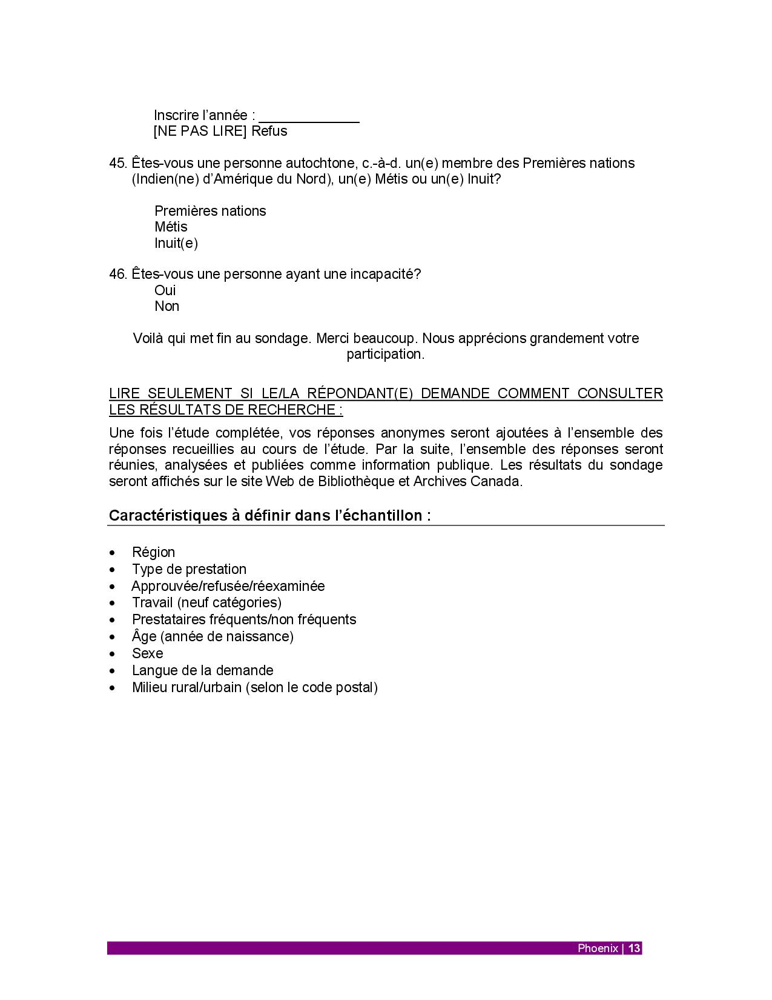 Inscrire l’année : _____________
[NE PAS LIRE] Refus
45. Êtes-vous une personne autochtone, c.-à-d. un(e) membre des Premières nations
(Indien(ne) d’Amérique du Nord), un(e) Métis ou un(e) Inuit?
Premières nations
Métis
Inuit(e)
46. Êtes-vous une personne ayant une incapacité?
Oui
Non
Voilà qui met fin au sondage. Merci beaucoup. Nous apprécions grandement votre
participation.
LIRE SEULEMENT SI LE/LA RÉPONDANT(E) DEMANDE COMMENT CONSULTER
LES RÉSULTATS DE RECHERCHE :
Une fois l’étude complétée, vos réponses anonymes seront ajoutées à l’ensemble des
réponses recueillies au cours de l’étude. Par la suite, l’ensemble des réponses seront
réunies, analysées et publiées comme information publique. Les résultats du sondage
seront affichés sur le site Web de Bibliothèque et Archives Canada.
Caractéristiques à définir dans l’échantillon :
• Région
• Type de prestation
• Approuvée/refusée/réexaminée
• Travail (neuf catégories)
• Prestataires fréquents/non fréquents
• Âge (année de naissance)
• Sexe
• Langue de la demande
• Milieu rural/urbain (selon le code postal)
Phoenix | 13